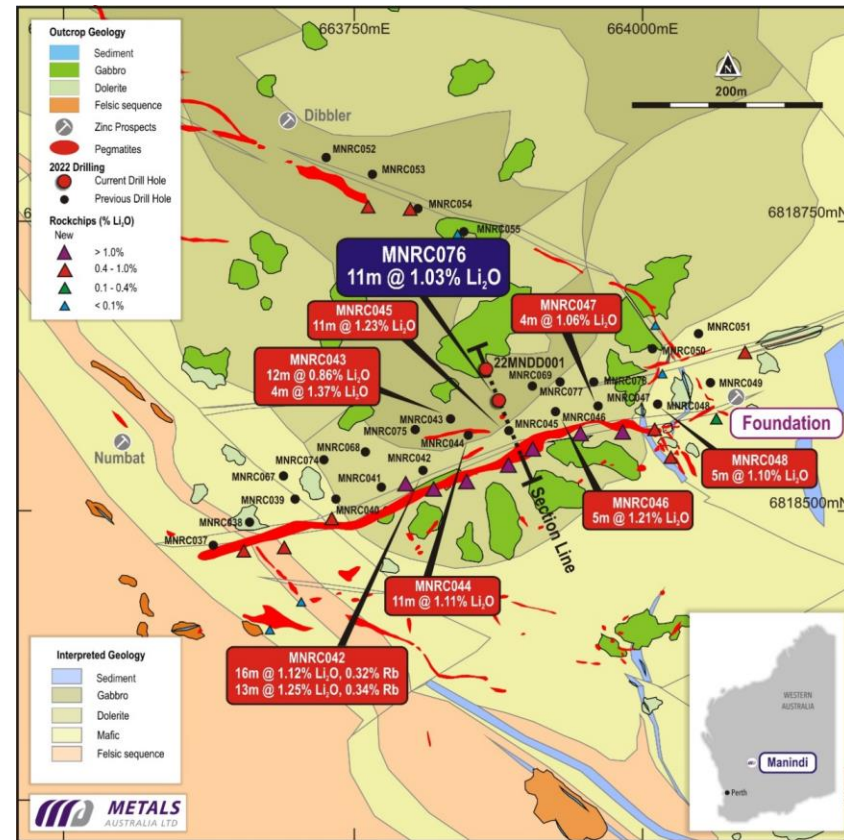 663750mE
664000mE
Outcrop Geology
Sediment
Gabbro
Dolerite
Felsic sequence
Zinc Prospects
Pegmatites
2022 Drilling
Current Drill Hole
Previous Drill Hole
Rockchips (% Li₂O)
New
> 1.0%
0.4 - 1.0%
0.1 - 0.4%
< 0.1%
N
200m
Dibbler
MNRC052
MNRC053
MNRC054
MNRC055
6818750mN
MNRC076
11m @ 1.03% Li₂O
MNRC045
11m @ 1.23% Li₂O
MNRC047
4m @ 1.06% Li₂O
MNRC043
12m @ 0.86% Li₂O
4m @ 1.37% Li₂O
22MNDD001
MNRC051
MNRC050
MNRC069
MNRC077
MNRC049
MNRC047
MNRC048
MNRC043
MNRC075
MNRC044
MNRC045
MNRC046
Foundation
Numbat
MNRC068
MNRC074
MNRC067
MNRC042
MNRC041
MNRC039
MNRC040
MNRC038
MNRC037
MNRC048
5m @ 1.10% Li₂O
MNRC046
5m @ 1.21% Li₂O
6818500mN
Section Line
MNRC044
11m @ 1.11% Li₂O
MNRC042
16m @ 1.12% Li₂O, 0.32% Rb
13m @ 1.25% Li₂O, 0.34% Rb
Interpreted Geology
Sediment
Gabbro
Dolerite
Mafic
Felsic sequence
WESTERN
AUSTRALIA
Manindi
Perth
METALS
AUSTRALIA LTD